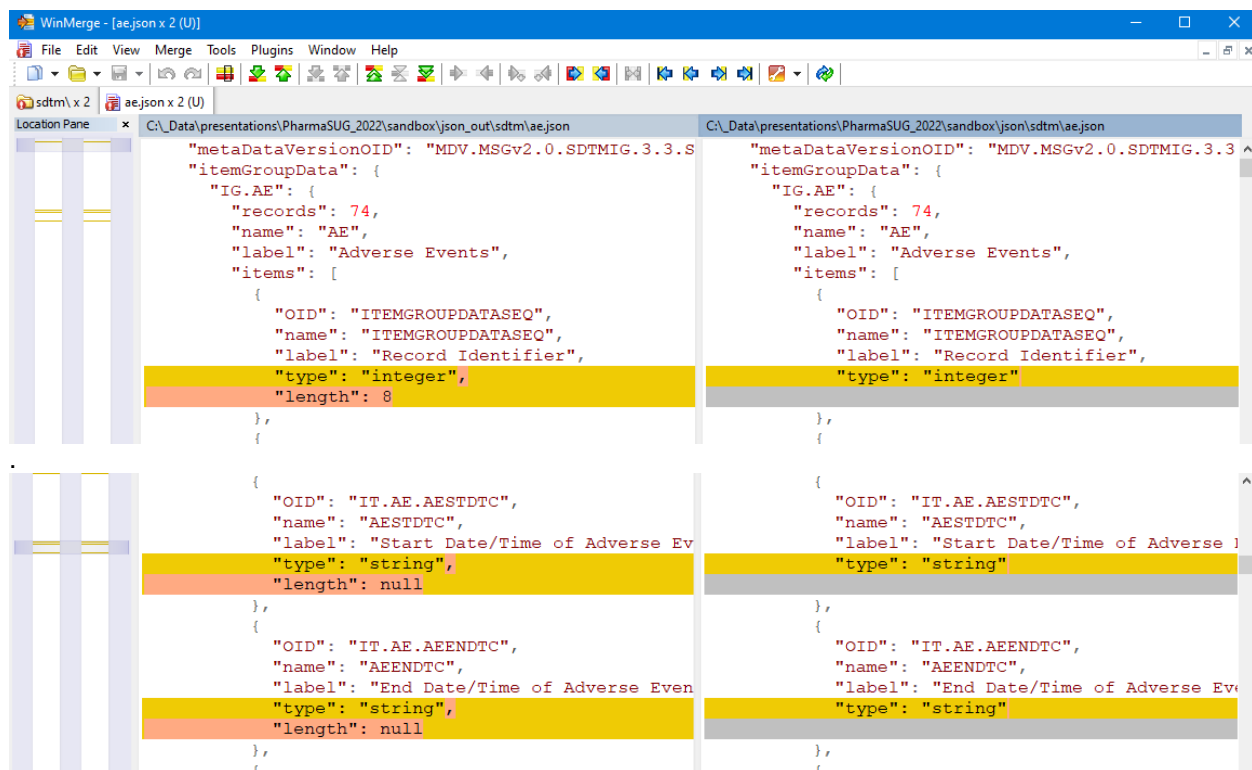 WinMerge - [ae.json x 2 (U)]
File Edit View Merge Tools Plugins Window Help
sdtm\ x 2 ae.json x 2 (U)
Location Pane x C:\_Data\presentations\PharmaSUG_2022\sandbox\json_out\sdtm\ae.json C:\_Data\presentations\PharmaSUG_2022\sandbox\json\sdtm\ae.json
"metaDataVersionOID": "MDV.MSGv2.0.SDTMIG.3.3.S "metaDataVersionOID": "MDV.MSGv2.0.SDTMIG.3.3
"itemGroupData": { "itemGroupData": {
"IG.AE": { "IG.AE": {
"records": 74, "records": 74,
"name": "AE", "name": "AE",
"label": "Adverse Events", "label": "Adverse Events",
"items": [ "items": [
{ {
"OID": "ITEMGROUPDATASEQ", "OID": "ITEMGROUPDATASEQ",
"name": "ITEMGROUPDATASEQ", "name": "ITEMGROUPDATASEQ",
"label": "Record Identifier", "label": "Record Identifier",
"type": "integer", "type": "integer"
"length": 8
}, },
{ {
.
{ {
"OID": "IT.AE.AESTDTC", "OID": "IT.AE.AESTDTC",
"name": "AESTDTC", "name": "AESTDTC",
"label": "Start Date/Time of Adverse Ev "label": "Start Date/Time of Adverse
"type": "string", "type": "string"
"length": null
}, },
{ {
"OID": "IT.AE.AEENDTC", "OID": "IT.AE.AEENDTC",
"name": "AEENDTC", "name": "AEENDTC",
"label": "End Date/Time of Adverse Even "label": "End Date/Time of Adverse Eve
"type": "string", "type": "string"
"length": null
}, },